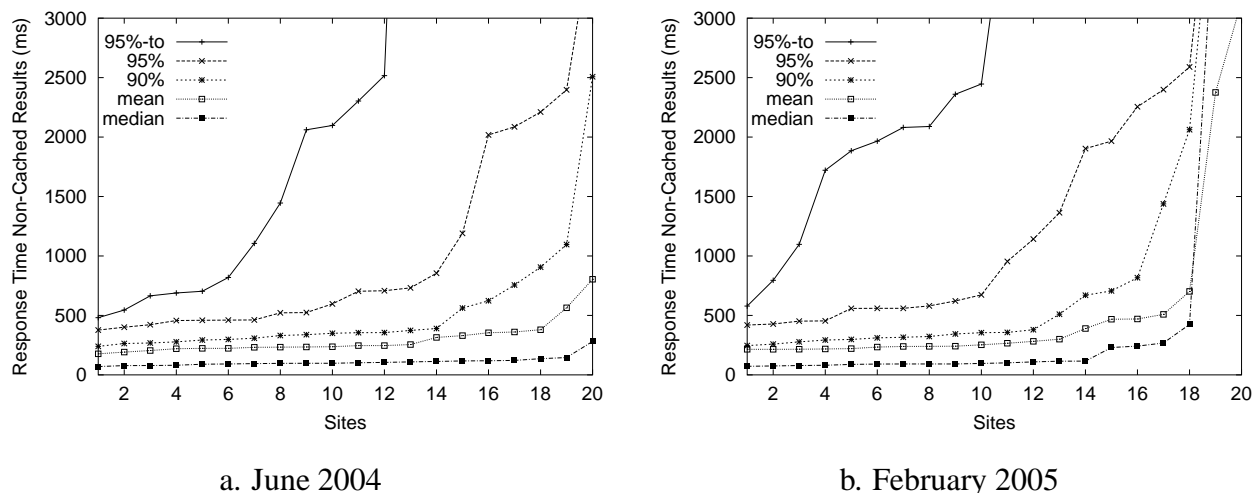 Response Time Non-Cached Results (ms)
3000
2500
2000
1500
1000
500
0
95%-to
95%
90%
mean
median
2 4 6 8 10 12 14 16 18 20
Sites
a. June 2004
Response Time Non-Cached Results (ms)
3000
2500
2000
1500
1000
500
0
95%-to
95%
90%
mean
median
2 4 6 8 10 12 14 16 18 20
Sites
b. February 2005